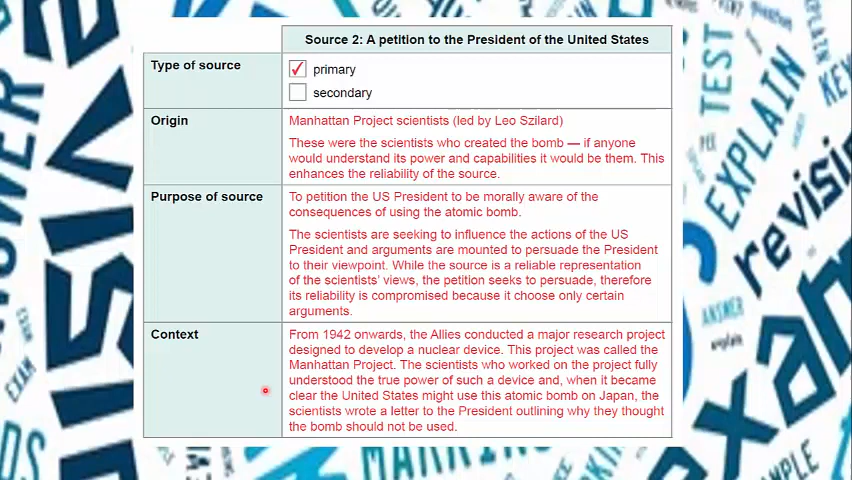 Source 2: A petition to the President of the United States
Type of source
primary
secondary
Origin
Manhattan Project scientists (led by Leo Szilard)
These were the scientists who created the bomb — if anyone
would understand its power and capabilities it would be them. This
enhances the reliability of the source.
Purpose of source
To petition the US President to be morally aware of the
consequences of using the atomic bomb.
The scientists are seeking to influence the actions of the US
President and arguments are mounted to persuade the President
to their viewpoint. While the source is a reliable representation
of the scientists' views, the petition seeks to persuade, therefore
its reliability is compromised because it choose only certain
arguments.
Context
From 1942 onwards, the Allies conducted a major research project
designed to develop a nuclear device. This project was called the
Manhattan Project. The scientists who worked on the project fully
understood the true power of such a device and, when it became
clear the United States might use this atomic bomb on Japan, the
scientists wrote a letter to the President outlining why they thought
the bomb should not be used.
TEST
EXPLAIN
PEE
revision
exam
ANSWER
explain
EXAM